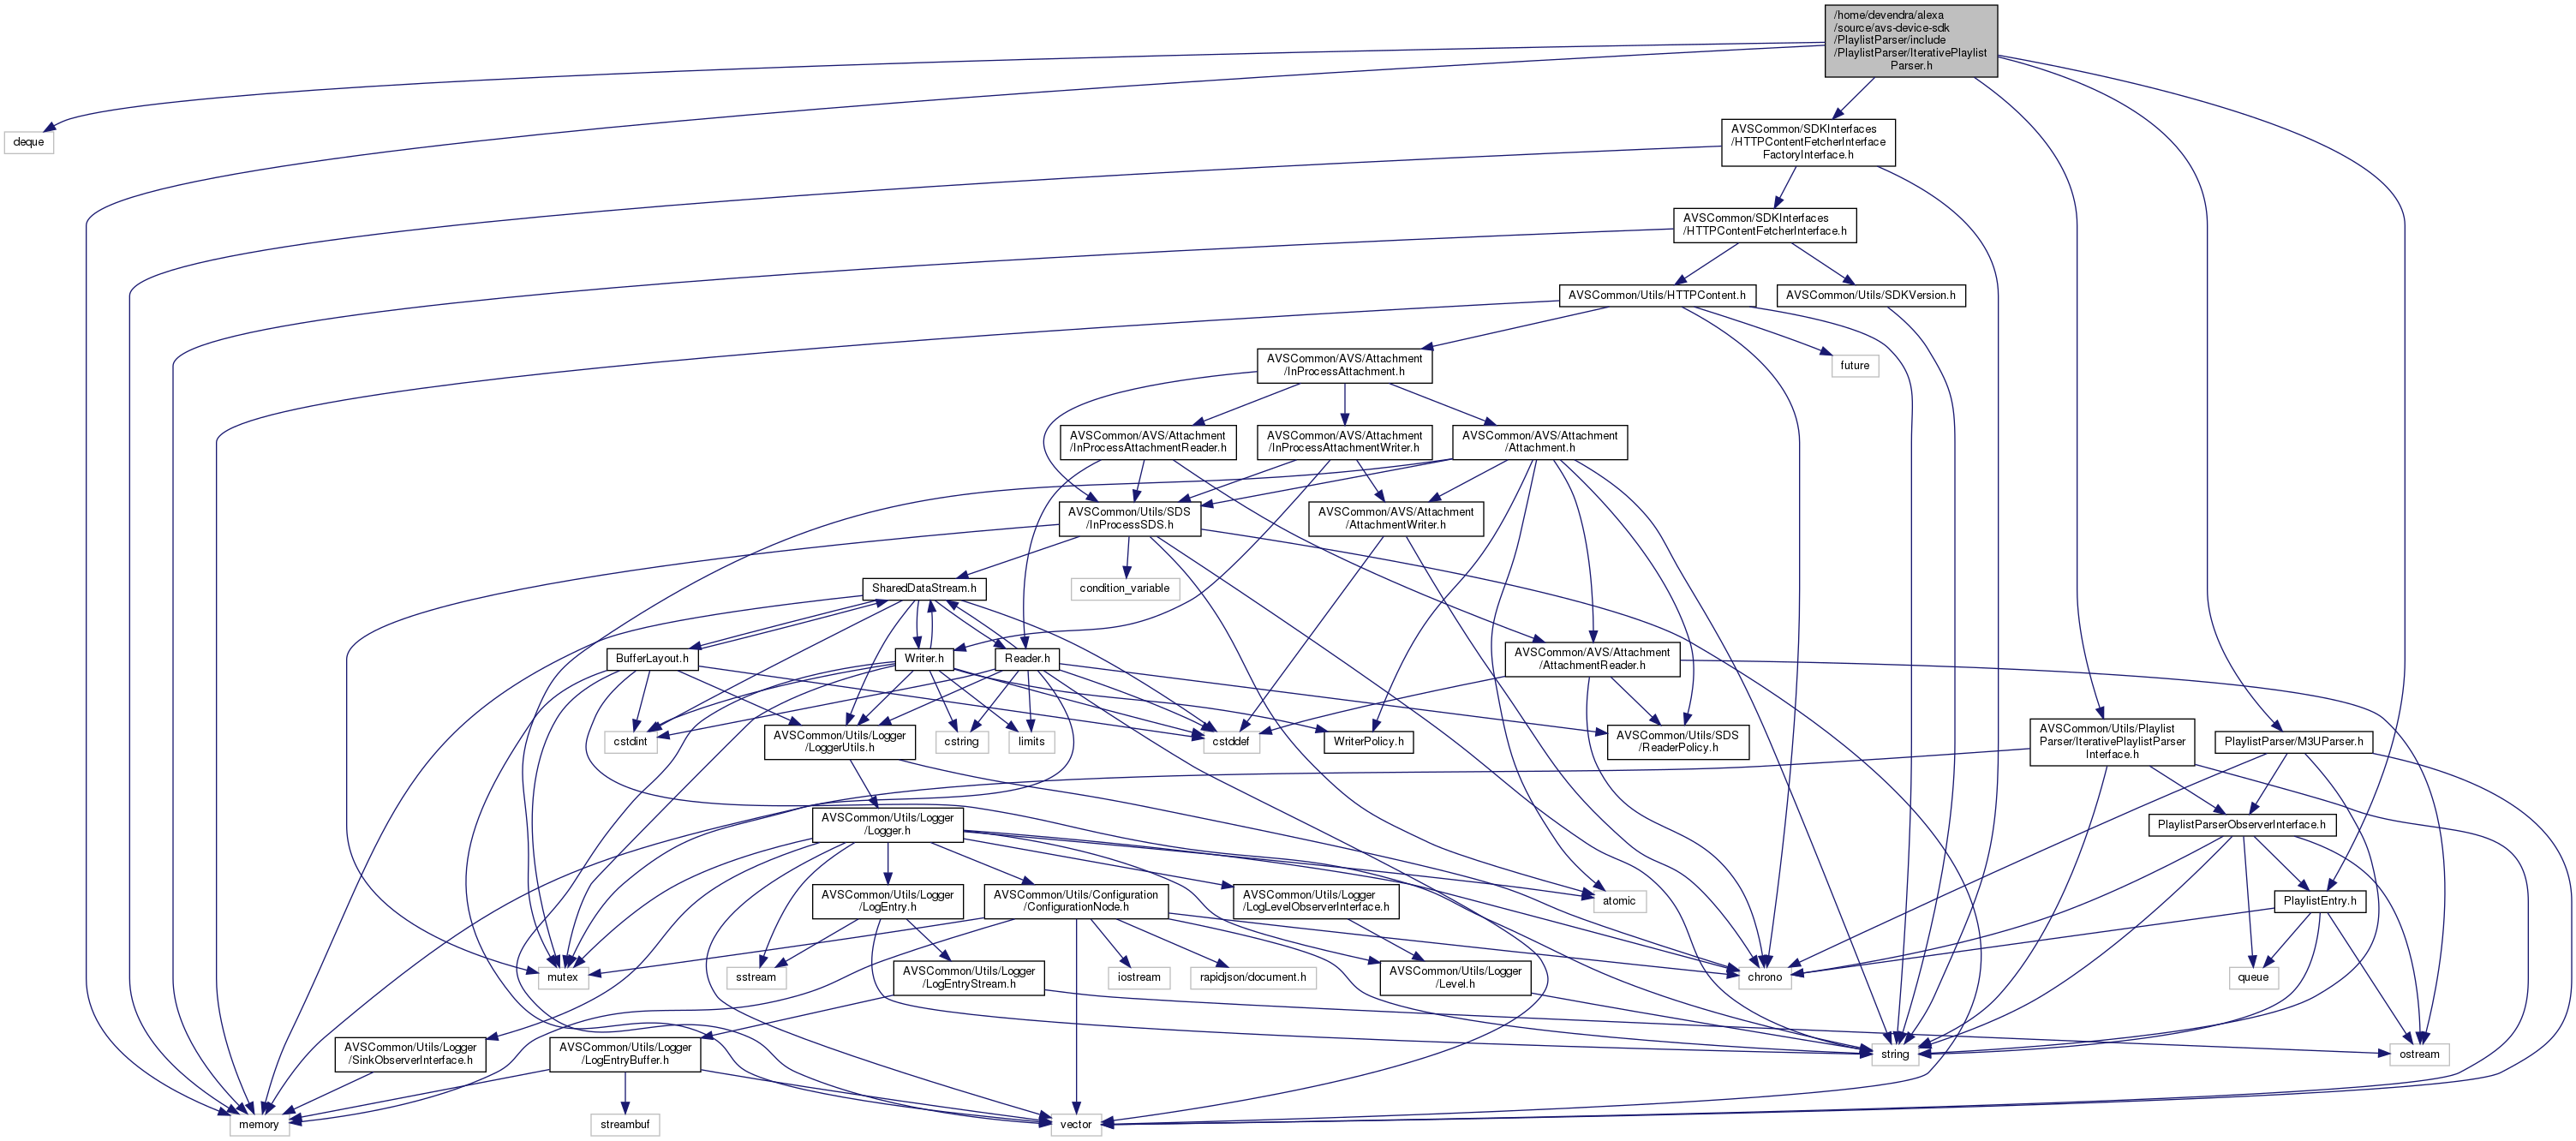 /home/devendra/alexa
/source/avs-device-sdk
/PlaylistParser/include
/PlaylistParser/IterativePlaylist
Parser.h
deque
AVSCommon/SDKInterfaces
/HTTPContentFetcherInterface
FactoryInterface.h
AVSCommon/SDKInterfaces
/HTTPContentFetcherInterface.h
AVSCommon/Utils/HTTPContent.h
AVSCommon/Utils/SDKVersion.h
AVSCommon/AVS/Attachment
/InProcessAttachment.h
future
AVSCommon/AVS/Attachment
/InProcessAttachmentReader.h
AVSCommon/AVS/Attachment
/InProcessAttachmentWriter.h
AVSCommon/AVS/Attachment
/Attachment.h
AVSCommon/Utils/SDS
/InProcessSDS.h
AVSCommon/AVS/Attachment
/AttachmentWriter.h
SharedDataStream.h
condition_variable
BufferLayout.h
Writer.h
Reader.h
AVSCommon/AVS/Attachment
/AttachmentReader.h
cstdint
AVSCommon/Utils/Logger
/LoggerUtils.h
cstring
limits
cstddef
WriterPolicy.h
AVSCommon/Utils/SDS
/ReaderPolicy.h
AVSCommon/Utils/Playlist
Parser/IterativePlaylistParser
Interface.h
PlaylistParser/M3UParser.h
AVSCommon/Utils/Logger
/Logger.h
PlaylistParserObserverInterface.h
AVSCommon/Utils/Logger
/LogEntry.h
AVSCommon/Utils/Configuration
/ConfigurationNode.h
AVSCommon/Utils/Logger
/LogLevelObserverInterface.h
atomic
PlaylistEntry.h
mutex
sstream
AVSCommon/Utils/Logger
/LogEntryStream.h
iostream
rapidjson/document.h
AVSCommon/Utils/Logger
/Level.h
chrono
queue
AVSCommon/Utils/Logger
/SinkObserverInterface.h
AVSCommon/Utils/Logger
/LogEntryBuffer.h
string
ostream
memory
streambuf
vector